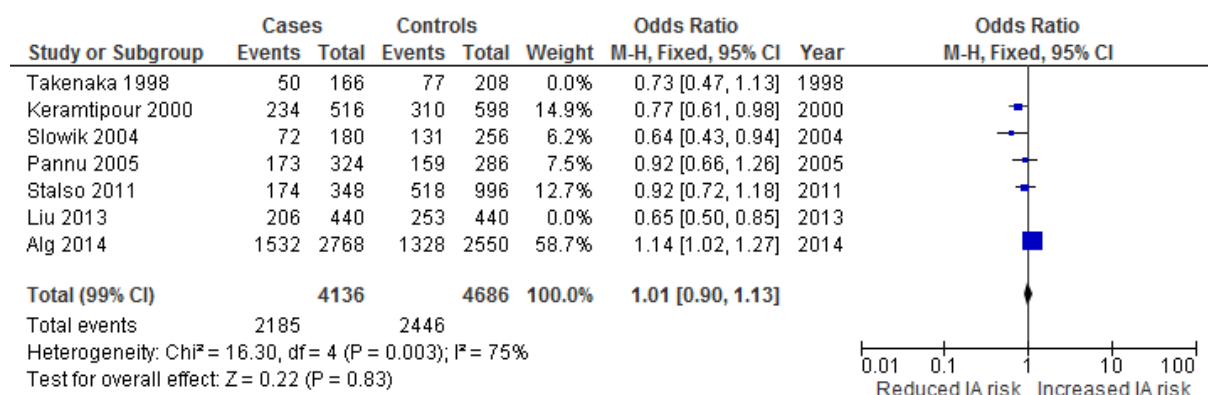 Cases Controls Odds Ratio Odds Ratio
Study or Subgroup Events Total Events Total Weight M-H, Fixed, 95% CI Year M-H, Fixed, 95% CI
Takenaka 1998 50 166 77 208 0.0% 0.73 [0.47, 1.13] 1998
Keramtipour 2000 234 516 310 598 14.9% 0.77 [0.61, 0.98] 2000
Slowik 2004 72 180 131 256 6.2% 0.64 [0.43, 0.94] 2004
Pannu 2005 173 324 159 286 7.5% 0.92 [0.66, 1.26] 2005
Stalso 2011 174 348 518 996 12.7% 0.92 [0.72, 1.18] 2011
Liu 2013 206 440 253 440 0.0% 0.65 [0.50, 0.85] 2013
Alg 2014 1532 2768 1328 2550 58.7% 1.14 [1.02, 1.27] 2014
Total (99% CI) 4136 4686 100.0% 1.01 [0.90, 1.13]
Total events 2185 2446
Heterogeneity: Chi² = 16.30, df = 4 (P = 0.003); I² = 75%
Test for overall effect: Z = 0.22 (P = 0.83)
0.01 0.1 1 10 100
Reduced IA risk Increased IA risk